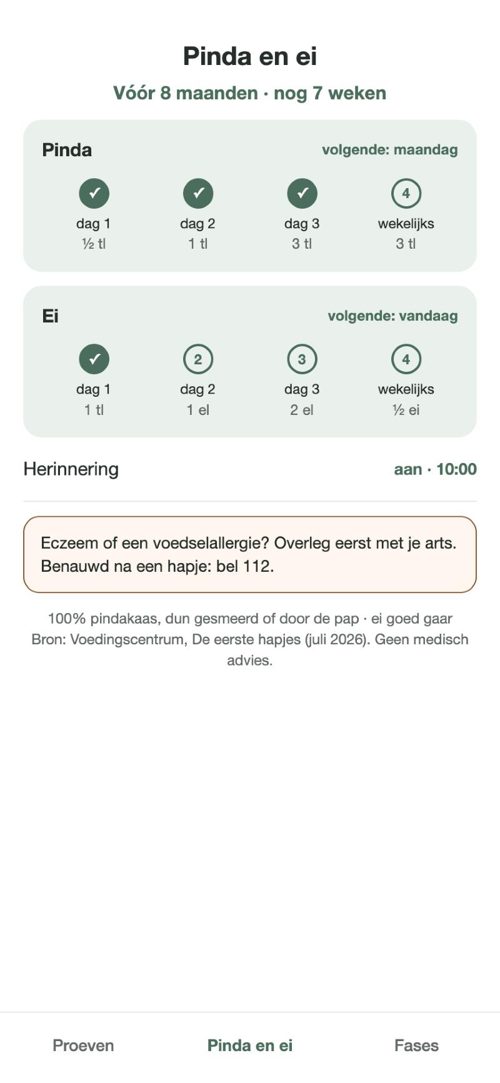 Pinda en ei
Vóór 8 maanden · nog 7 weken
Pinda volgende: maandag
✓ ✓ ✓ 4
dag 1 dag 2 dag 3 wekelijks
½ tl 1 tl 3 tl 3 tl
Ei volgende: vandaag
✓ 2 3 4
dag 1 dag 2 dag 3 wekelijks
1 tl 1 el 2 el ½ ei
Herinnering aan · 10:00
Eczeem of een voedselallergie? Overleg eerst met je arts.
Benauwd na een hapje: bel 112.
100% pindakaas, dun gesmeerd of door de pap · ei goed gaar
Bron: Voedingscentrum, De eerste hapjes (juli 2026). Geen medisch
advies.
Proeven Pinda en ei Fases